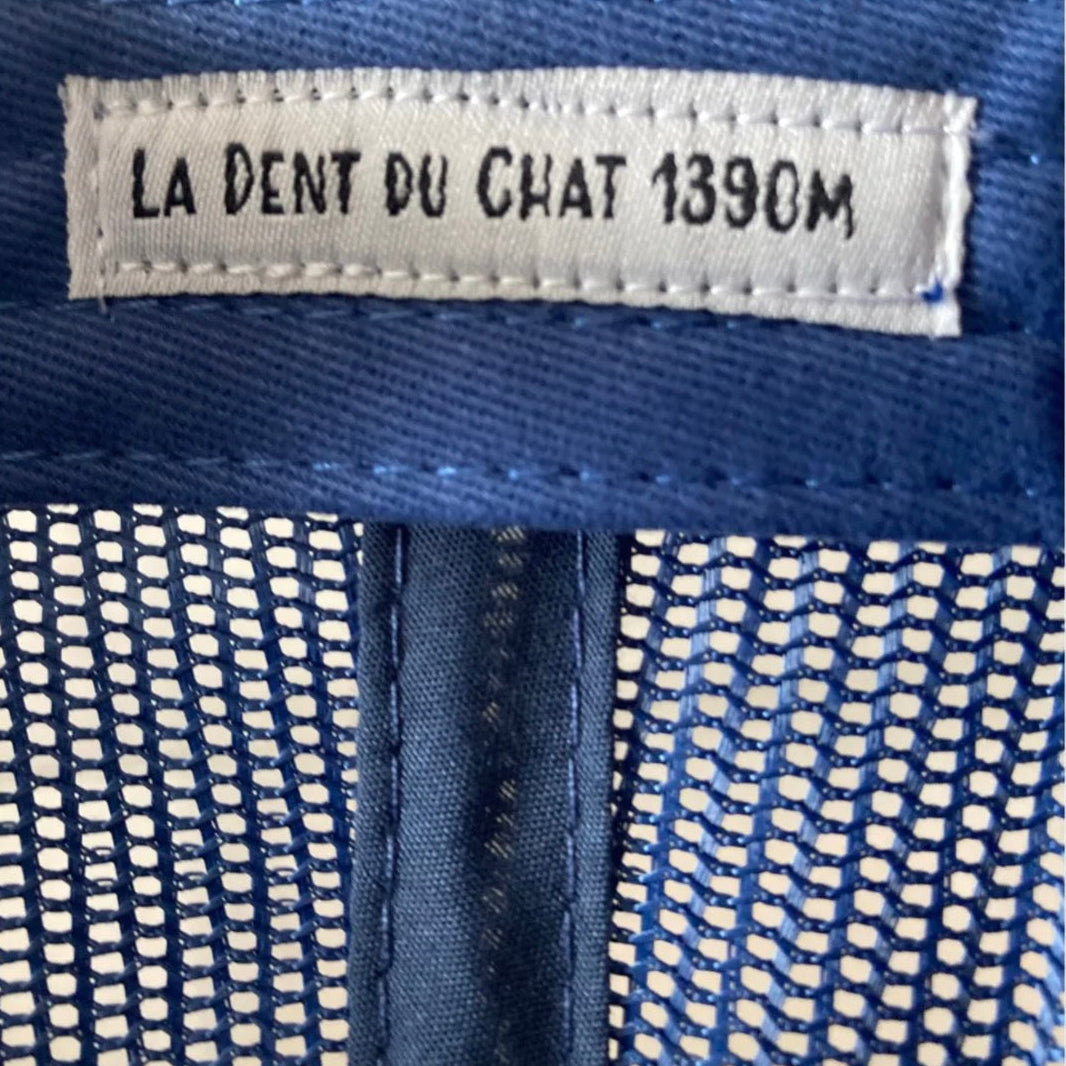 LA DENT DU CHAT 1390M